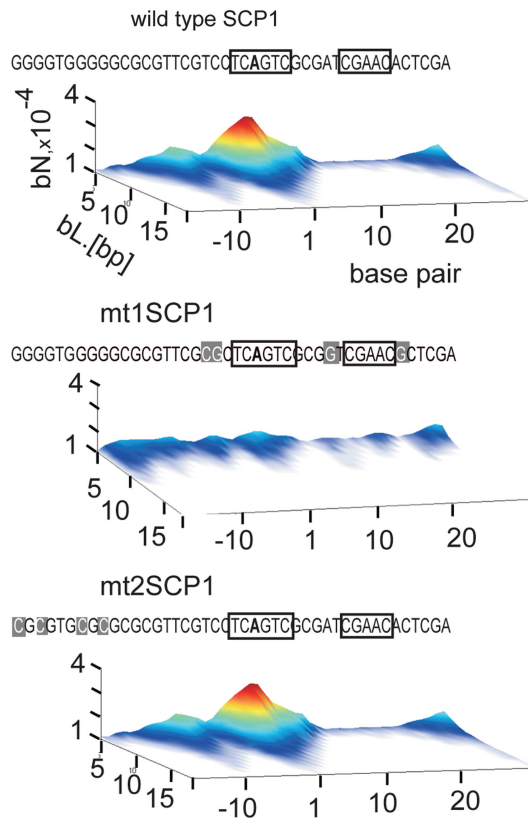 wild type SCP1
GGGGTGGGGGCGCGTTCGTCCTCAGTCGCGATCGAACACTCGA
bN,x10-4
4
1
5
10
15
bL.[bp]
-10 1 10 20
base pair
mt1SCP1
GGGGTGGGGGCGCGTTCGCGCTCAGTCGCGGTCGAACGCTCGA
4
1
5
10
15
-10 1 10 20
mt2SCP1
CGCGTGCGCGCGCGTTCGTCCTCAGTCGCGATCGAACACTCGA
4
1
5
10
15
-10 1 10 20